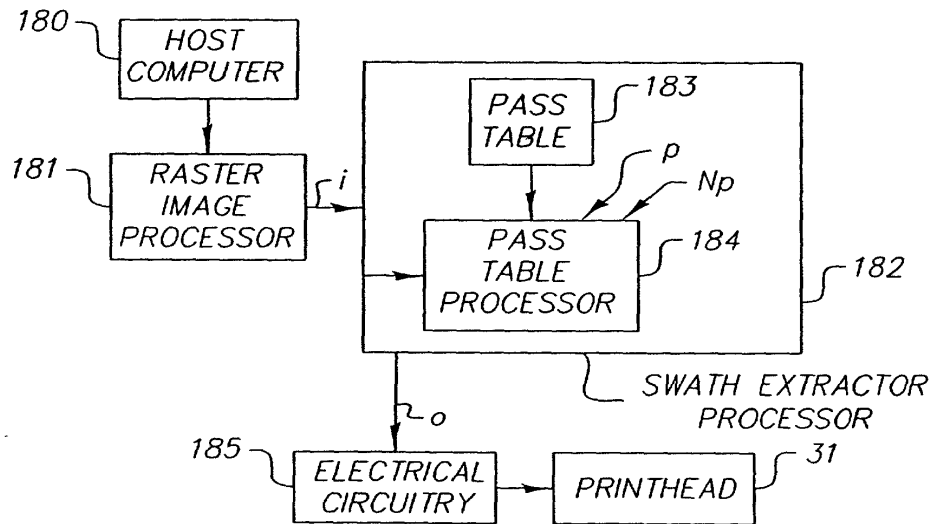 180
HOST
COMPUTER
181
RASTER
IMAGE
PROCESSOR
i
PASS
TABLE
183
p
Np
PASS
TABLE
PROCESSOR
184
182
SWATH EXTRACTOR
PROCESSOR
o
185
ELECTRICAL
CIRCUITRY
PRINTHEAD
31